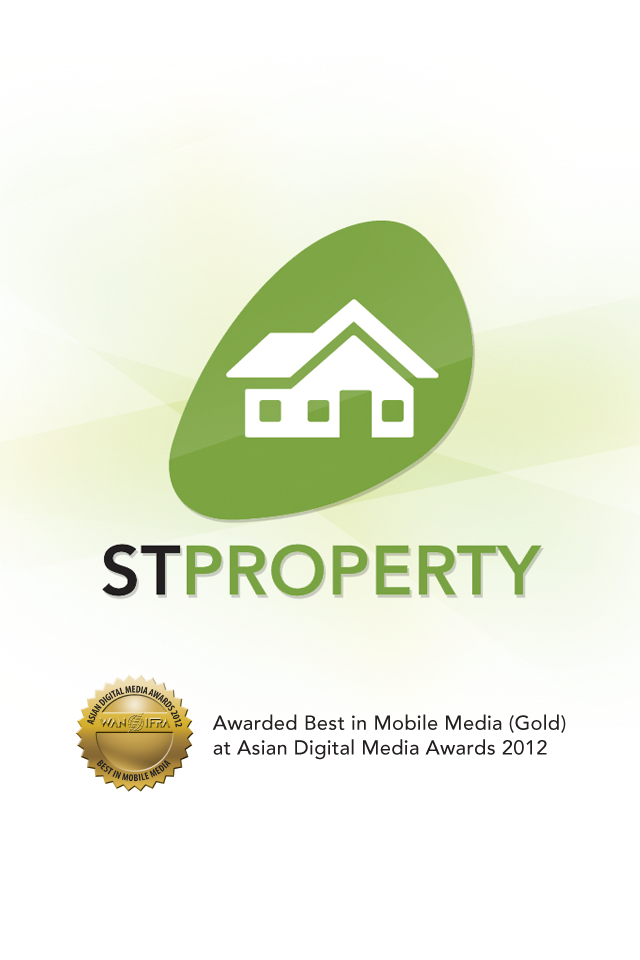 STPROPERTY
ASIAN DIGITAL MEDIA AWARDS 2012
WAN IFRA
BEST IN MOBILE MEDIA
Awarded Best in Mobile Media (Gold)
at Asian Digital Media Awards 2012